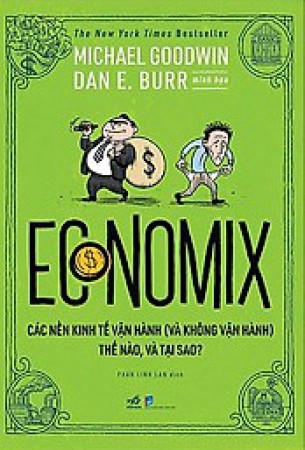 The New York Times Bestseller
MICHAEL GOODWIN
DAN E. BURR minh họa
$
ECONOMIX
$
CÁC NỀN KINH TẾ VẬN HÀNH (VÀ KHÔNG VẬN HÀNH)
THẾ NÀO, VÀ TẠI SAO?
PHAN LINH LAN dịch